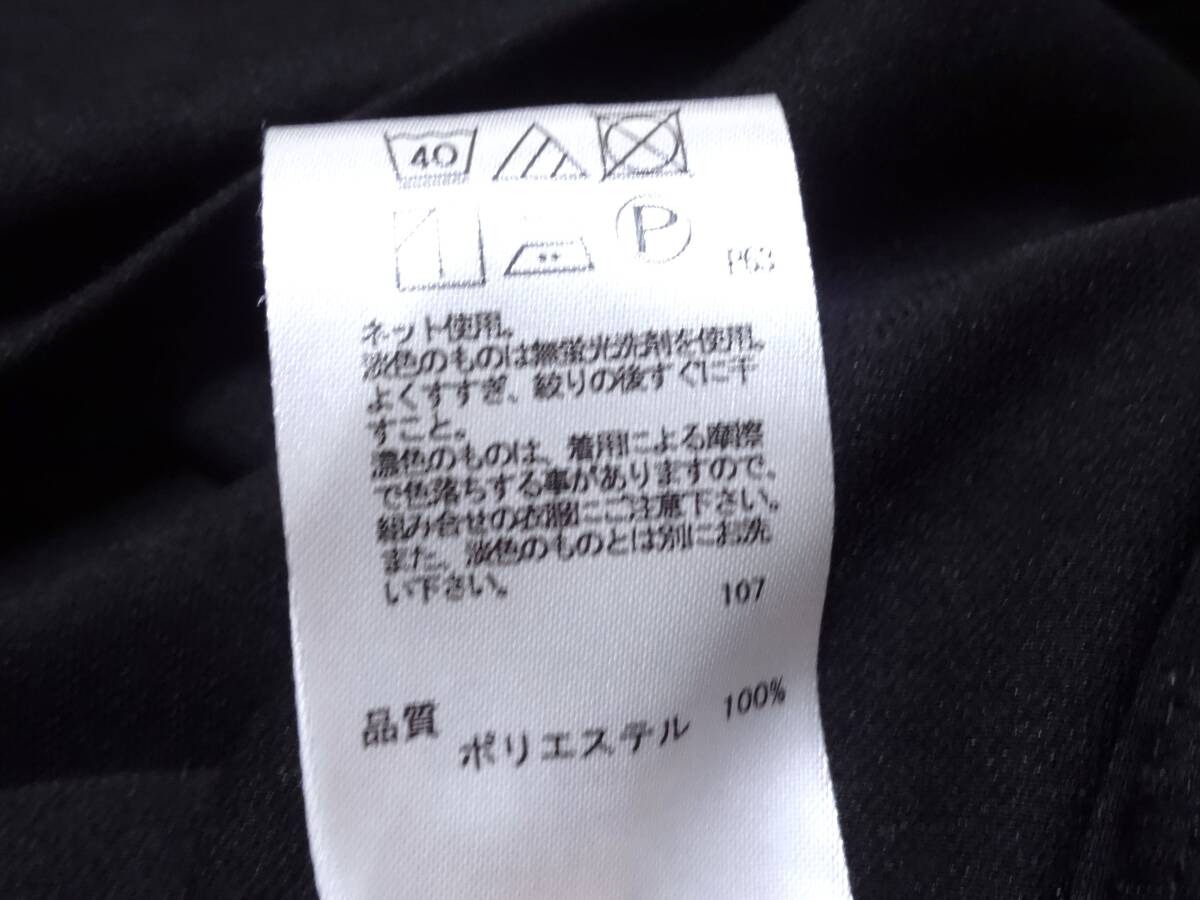 40
P
P63
ネット使用。
淡色のものは無蛍光洗剤を使用。
よくすすぎ、絞りの後すぐに干
すこと。
濃色のものは、着用による摩擦
で色落ちする事がありますので、
組み合せの衣服にご注意下さい。
また、淡色のものとは別にお洗
い下さい。
107
品質
ポリエステル 100%